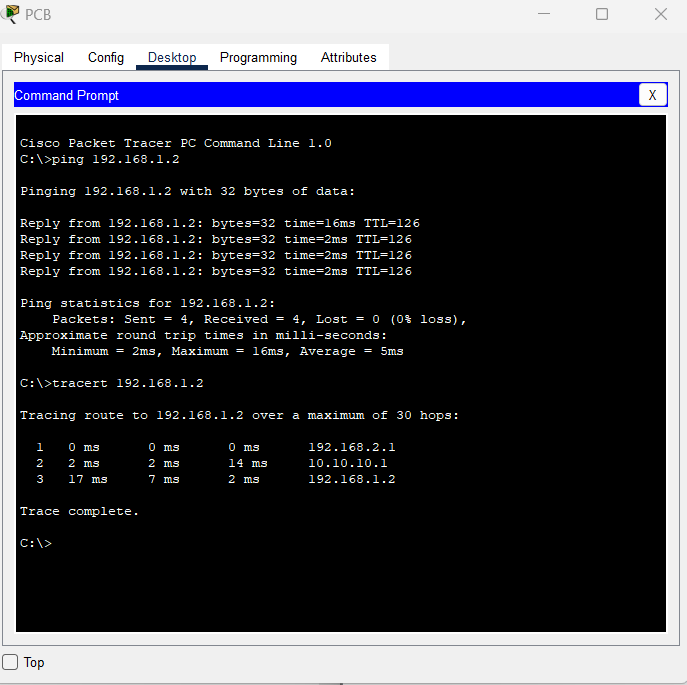 PCB
Physical Config Desktop Programming Attributes
Command Prompt X
Cisco Packet Tracer PC Command Line 1.0
C:\>ping 192.168.1.2
Pinging 192.168.1.2 with 32 bytes of data:
Reply from 192.168.1.2: bytes=32 time=16ms TTL=126
Reply from 192.168.1.2: bytes=32 time=2ms TTL=126
Reply from 192.168.1.2: bytes=32 time=2ms TTL=126
Reply from 192.168.1.2: bytes=32 time=2ms TTL=126
Ping statistics for 192.168.1.2:
Packets: Sent = 4, Received = 4, Lost = 0 (0% loss),
Approximate round trip times in milli-seconds:
Minimum = 2ms, Maximum = 16ms, Average = 5ms
C:\>tracert 192.168.1.2
Tracing route to 192.168.1.2 over a maximum of 30 hops:
1 0 ms 0 ms 0 ms 192.168.2.1
2 2 ms 2 ms 14 ms 10.10.10.1
3 17 ms 7 ms 2 ms 192.168.1.2
Trace complete.
C:\>
Top